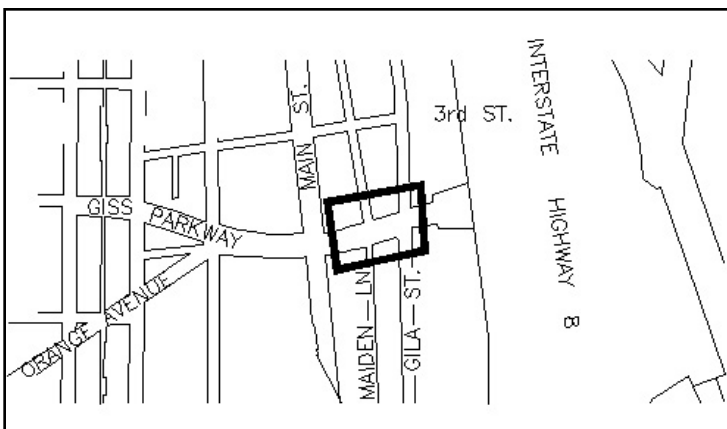 INTERSTATE HIGHWAY 8
3rd ST.
MAIN ST.
GISS PARKWAY
ORANGE AVENUE
MAIDEN LN
GILA ST.